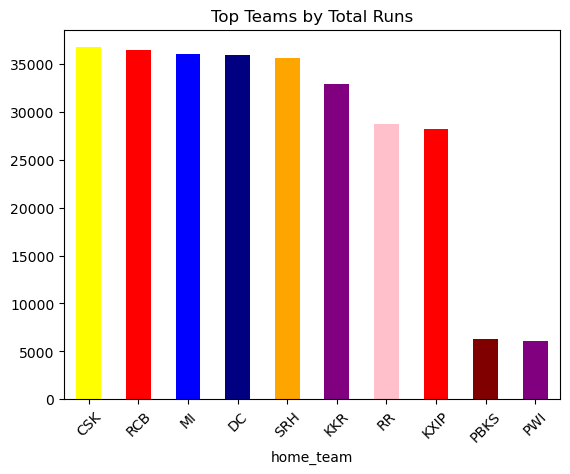 Top Teams by Total Runs
35000
30000
25000
20000
15000
10000
5000
0
CSK RCB MI DC SRH KKR RR KXIP PBKS PWI
home_team